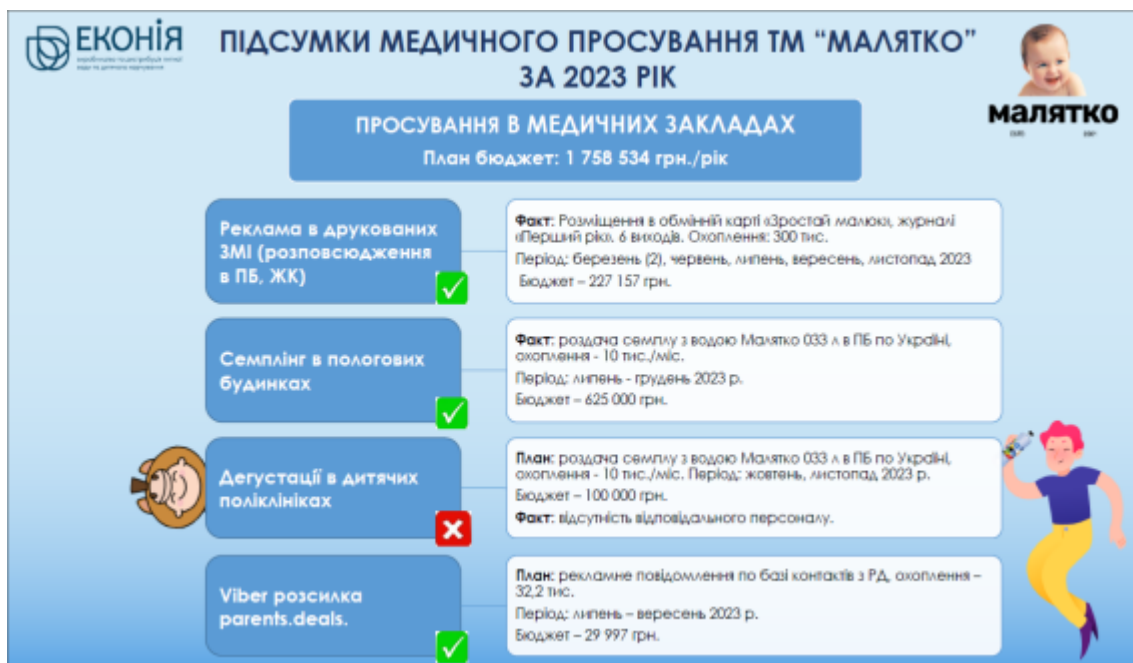 ЕКОНІЯ
ПІДСУМКИ МЕДИЧНОГО ПРОСУВАННЯ ТМ “МАЛЯТКО”
ЗА 2023 РІК
малятко
ПРОСУВАННЯ В МЕДИЧНИХ ЗАКЛАДАХ
План бюджет: 1 758 534 грн./рік
Реклама в друкованих
ЗМІ (розповсюдження
в ПБ, ЖК)
Факт: Розміщення в обмінній карті «Зростай малюк», журналі
«Перший рік». 6 виходів. Охоплення: 300 тис.
Період: березень (2), червень, липень, вересень, листопад 2023
Бюджет – 227 157 грн.
Семплінг в пологових
будинках
Факт: роздача семплу з водою Малятко 033 л в ПБ по Україні,
охоплення - 10 тис./міс.
Період: липень - грудень 2023 р.
Бюджет – 625 000 грн.
Дегустації в дитячих
поліклініках
План: роздача семплу з водою Малятко 033 л в ПБ по Україні,
охоплення - 10 тис./міс. Період: жовтень, листопад 2023 р.
Бюджет – 100 000 грн.
Факт: відсутність відповідального персоналу.
Viber розсилка
parents.deals.
План: рекламне повідомлення по базі контактів з РД, охоплення –
32,2 тис.
Період: липень – вересень 2023 р.
Бюджет – 29 997 грн.